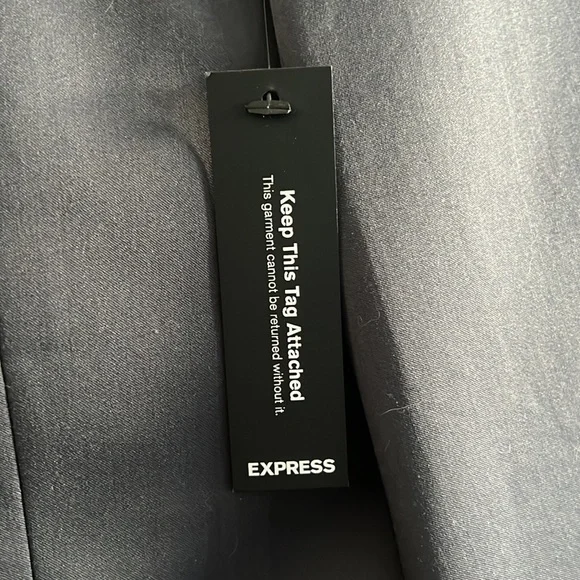 Keep This Tag Attached
This garment cannot be returned without it.
EXPRESS